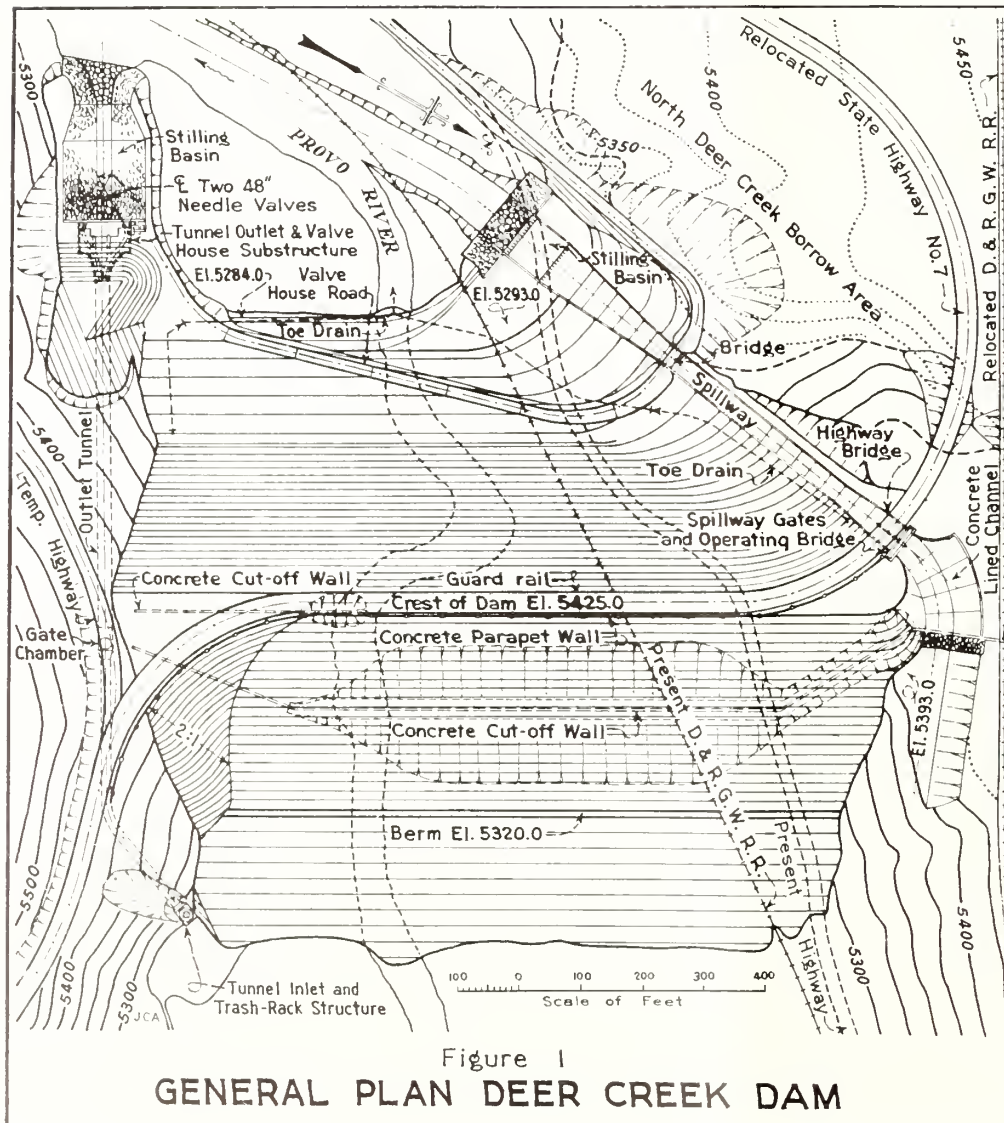 5300
Stilling
Basin
℄ Two 48"
Needle Valves
Tunnel Outlet & Valve
House Substructure
El.5284.0
Valve
House Road
Toe Drain
PROVO
RIVER
El.5293.0
Stilling
Basin
5350
5400
North Deer Creek Borrow Area
Relocated State Highway No. 7
5450
Relocated D. & R.G.W. R.R.
Bridge
Spillway
Highway
Bridge
Toe Drain
Spillway Gates
and Operating Bridge
Concrete
Lined Channel
5400
Temp. Highway
Outlet Tunnel
Concrete Cut-off Wall
Guard rail
Crest of Dam El. 5425.0
Gate
Chamber
Concrete Parapet Wall
2:1
Concrete Cut-off Wall
Present D. & R.G.W. R.R.
El.5393.0
Berm El. 5320.0
Present
Highway
5500
5400
5300
5300
5400
JCA
Tunnel Inlet and
Trash-Rack Structure
100 0 100 200 300 400
Scale of Feet
Figure 1
GENERAL PLAN DEER CREEK DAM